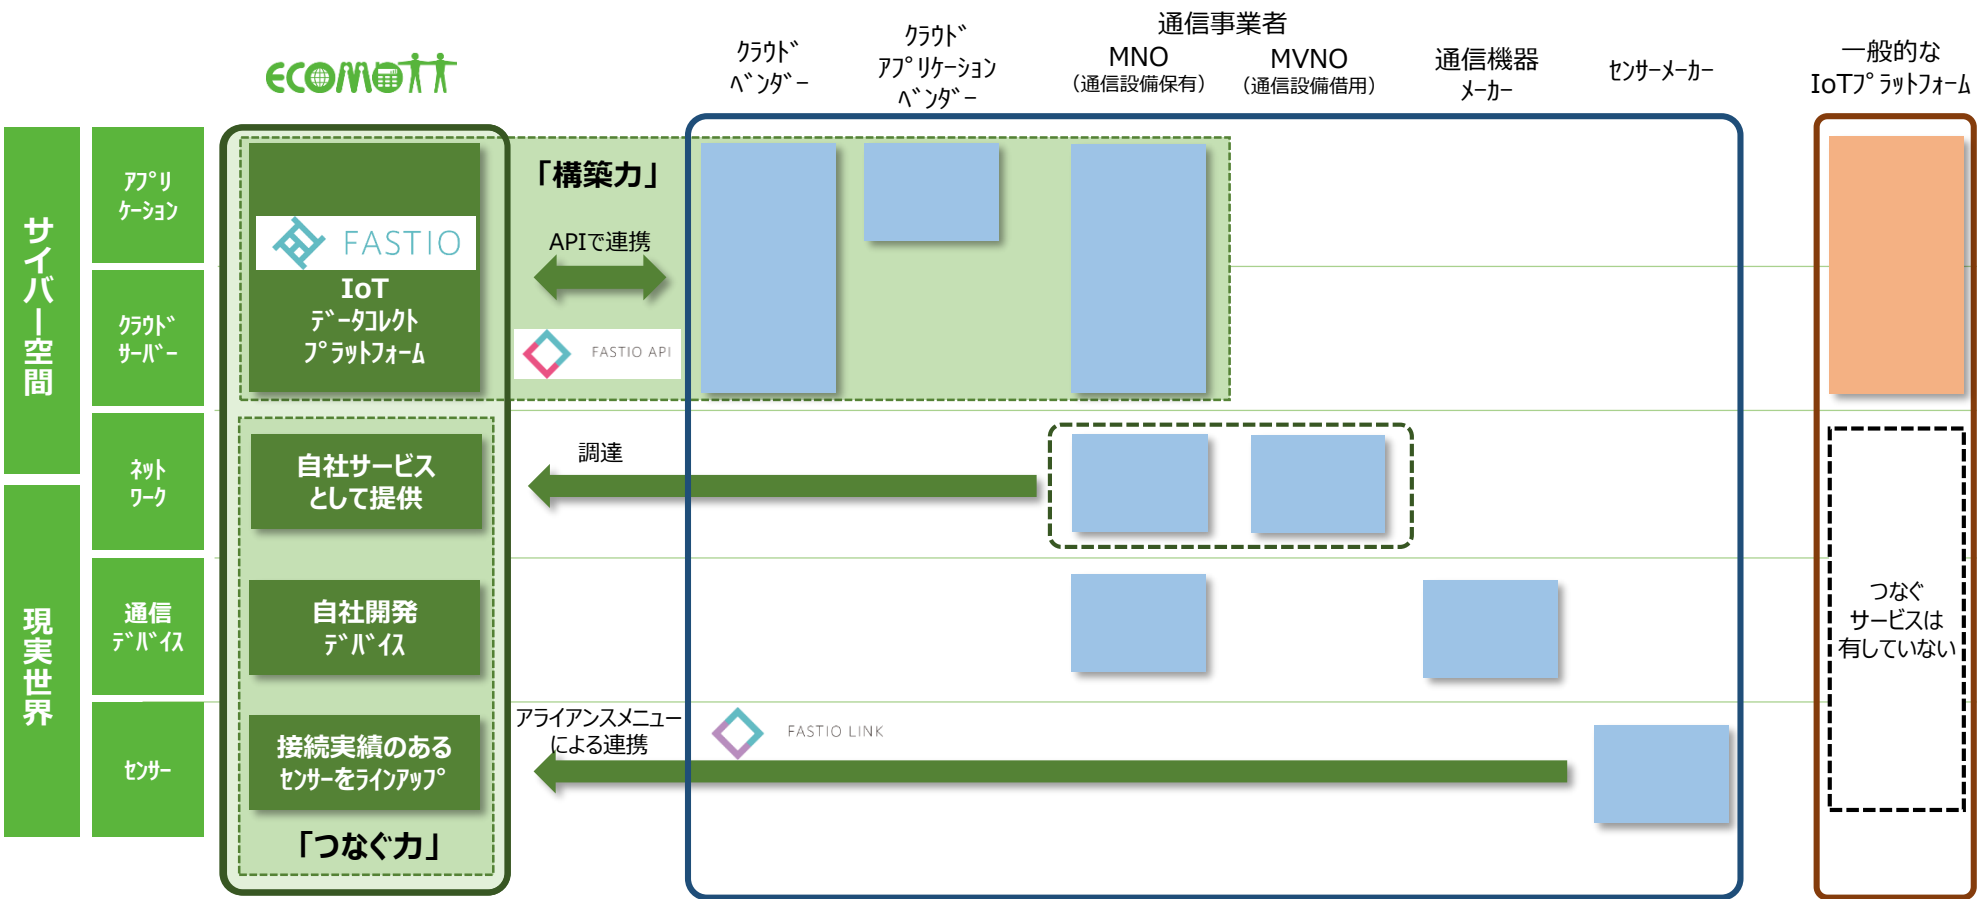 ECOMOTT
クラウド
ベンダー
クラウド
アプリケーション
ベンダー
通信事業者
MNO
（通信設備保有）
MVNO
（通信設備借用）
通信機器
メーカー
センサーメーカー
一般的な
IoTプラットフォーム
サイバー空間
現実世界
アプリ
ケーション
クラウド
サーバー
ネット
ワーク
通信
デバイス
センサー
FASTIO
IoT
データコレクト
プラットフォーム
「構築力」
APIで連携
FASTIO API
自社サービス
として提供
調達
自社開発
デバイス
接続実績のある
センサーをラインアップ
「つなぐ力」
アライアンスメニュー
による連携
FASTIO LINK
つなぐ
サービスは
有していない